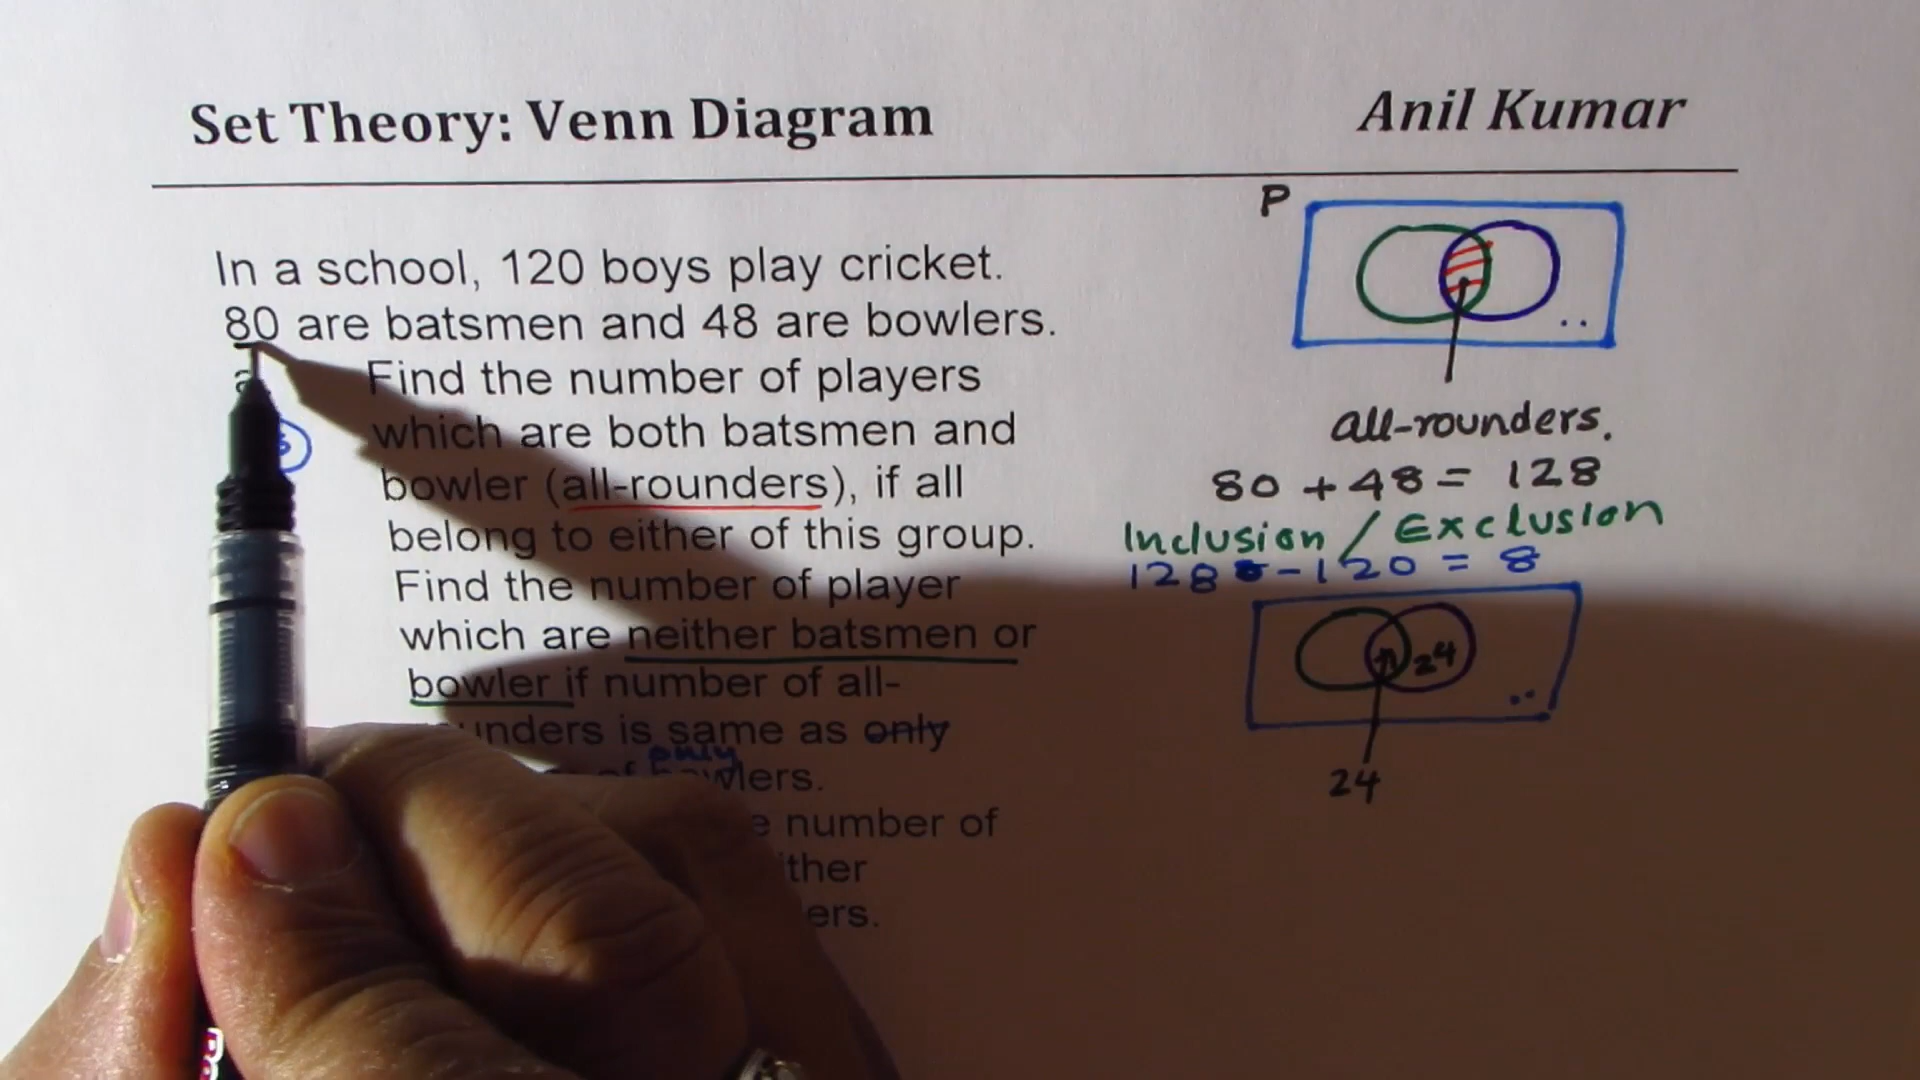 Set Theory: Venn Diagram
Anil Kumar
In a school, 120 boys play cricket.
80 are batsmen and 48 are bowlers.
Find the number of players
which are both batsmen and
bowler (all-rounders), if all
belong to either of this group.
Find the number of player
which are neither batsmen or
bowler if number of all-
unders is same as only
only
of lers.
number of
ther
ers.
P
all-rounders.
80 + 48 = 128
Inclusion / Exclusion
128 - 120 = 8
24
24